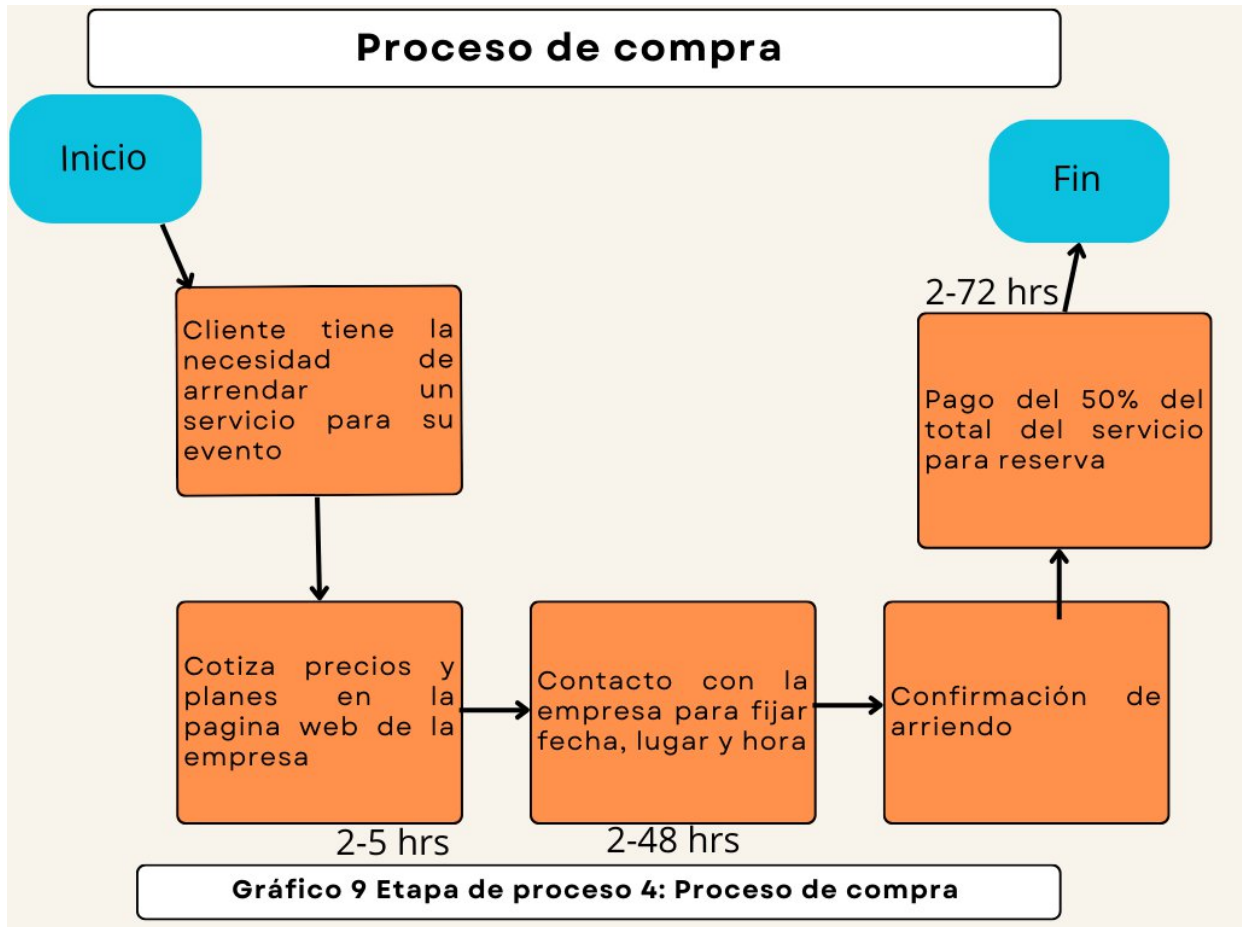 Proceso de compra
Inicio
Cliente tiene la
necesidad de
arrendar un
servicio para su
evento
Cotiza precios y
planes en la
pagina web de la
empresa
2-5 hrs
Contacto con la
empresa para fijar
fecha, lugar y hora
2-48 hrs
Confirmación de
arriendo
Pago del 50% del
total del servicio
para reserva
2-72 hrs
Fin
Gráfico 9 Etapa de proceso 4: Proceso de compra